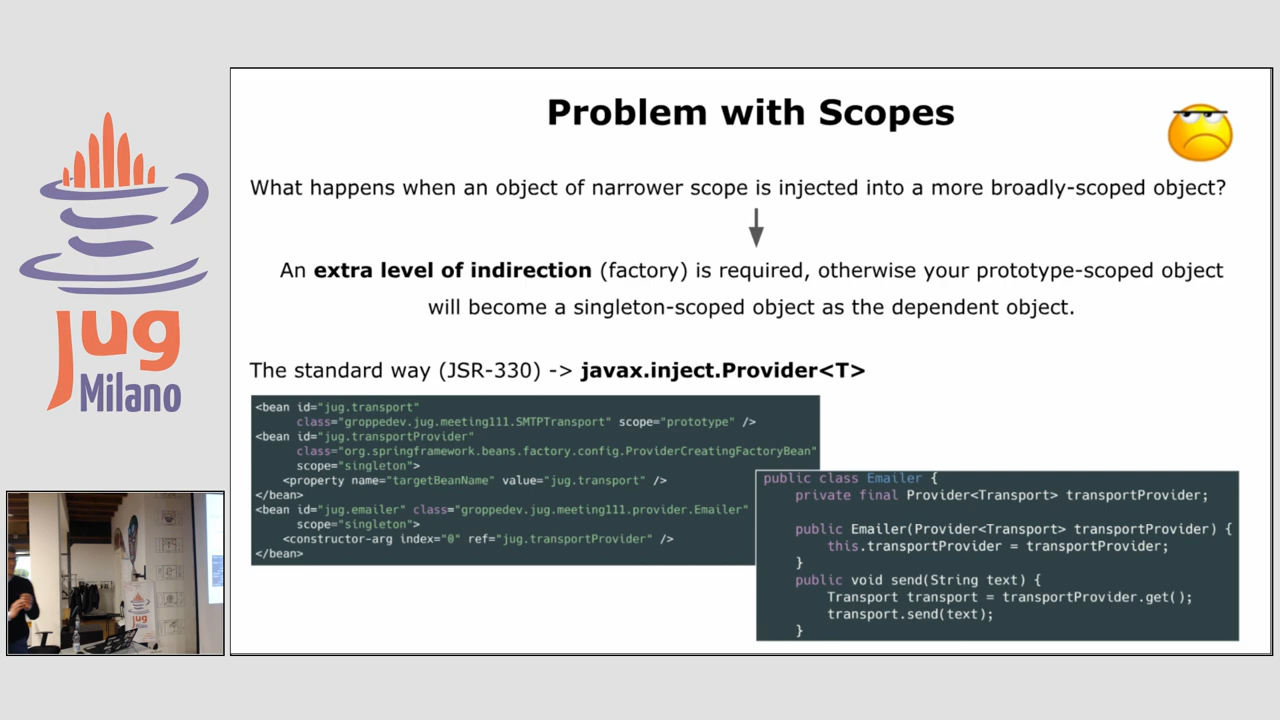 Problem with Scopes
What happens when an object of narrower scope is injected into a more broadly-scoped object?
An extra level of indirection (factory) is required, otherwise your prototype-scoped object
will become a singleton-scoped object as the dependent object.
The standard way (JSR-330) -> javax.inject.Provider<T>
<bean id="jug.transport"
class="groppedev.jug.meeting111.SMTPTransport" scope="prototype" />
<bean id="jug.transportProvider"
class="org.springframework.beans.factory.config.ProviderCreatingFactoryBean"
scope="singleton">
<property name="targetBeanName" value="jug.transport" />
</bean>
<bean id="jug.emailer" class="groppedev.jug.meeting111.provider.Emailer"
scope="singleton">
<constructor-arg index="0" ref="jug.transportProvider" />
</bean>
public class Emailer {
private final Provider<Transport> transportProvider;
public Emailer(Provider<Transport> transportProvider) {
this.transportProvider = transportProvider;
}
public void send(String text) {
Transport transport = transportProvider.get();
transport.send(text);
}
jug
Milano
jug
Milano